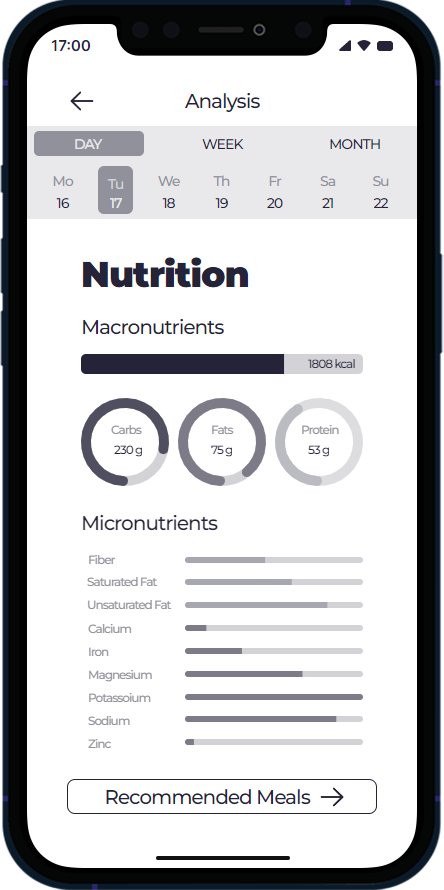 17:00
Analysis
DAY WEEK MONTH
Mo Tu We Th Fr Sa Su
16 17 18 19 20 21 22
Nutrition
Macronutrients
1808 kcal
Carbs Fats Protein
230 g 75 g 53 g
Micronutrients
Fiber
Saturated Fat
Unsaturated Fat
Calcium
Iron
Magnesium
Potassoium
Sodium
Zinc
Recommended Meals